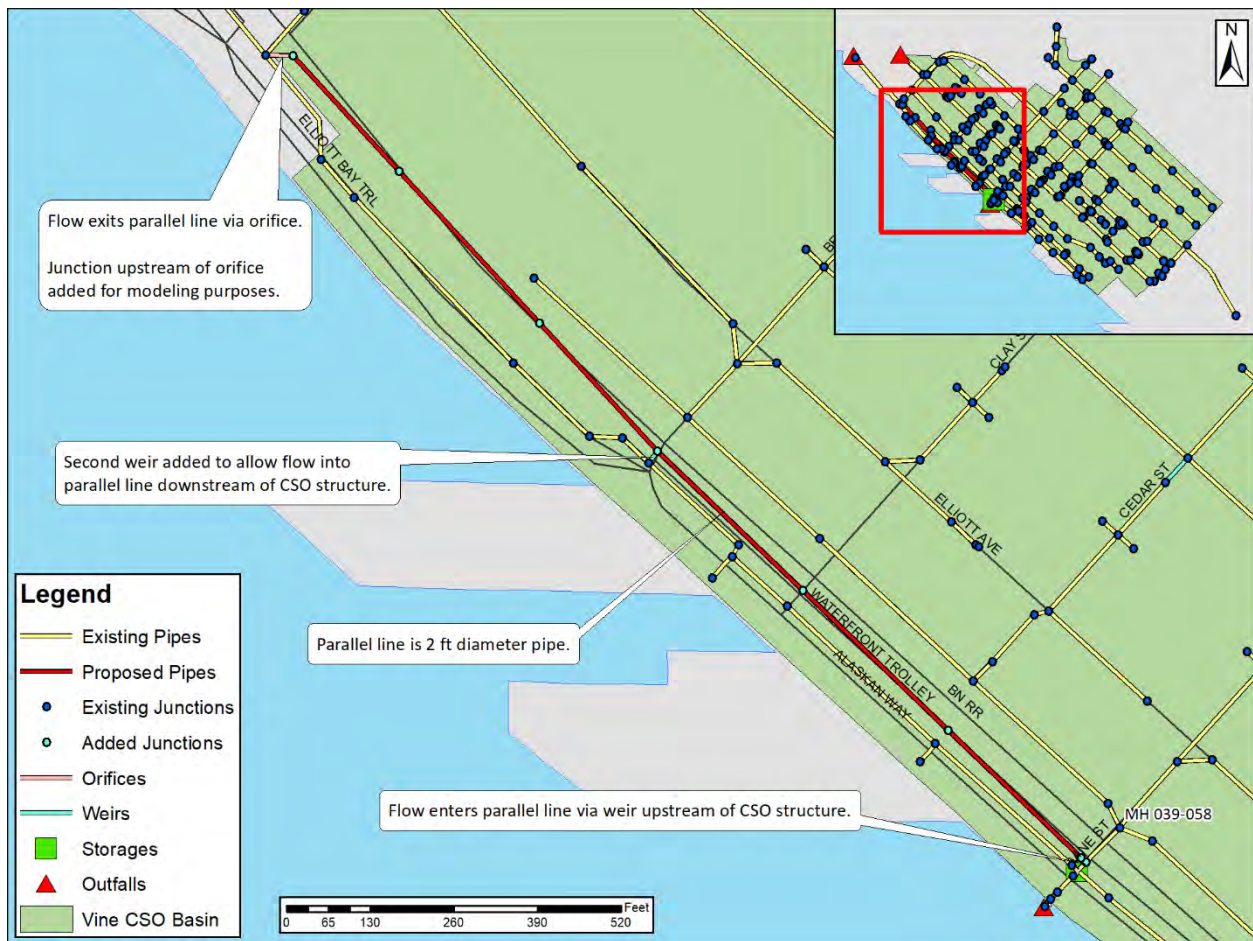 N
ELLIOTT BAY TRL
Flow exits parallel line via orifice.
Junction upstream of orifice
added for modeling purposes.
CLAY S
Second weir added to allow flow into
parallel line downstream of CSO structure.
CEDAR ST
ELLIOTT AVE
Legend
Existing Pipes
Proposed Pipes
Existing Junctions
Added Junctions
Orifices
Weirs
Storages
Outfalls
Vine CSO Basin
Parallel line is 2 ft diameter pipe.
WATERFRONT TROLLEY
BN RR
ALASKAN WAY
Flow enters parallel line via weir upstream of CSO structure.
MH 039-058
NE ST
Feet
0 65 130 260 390 520